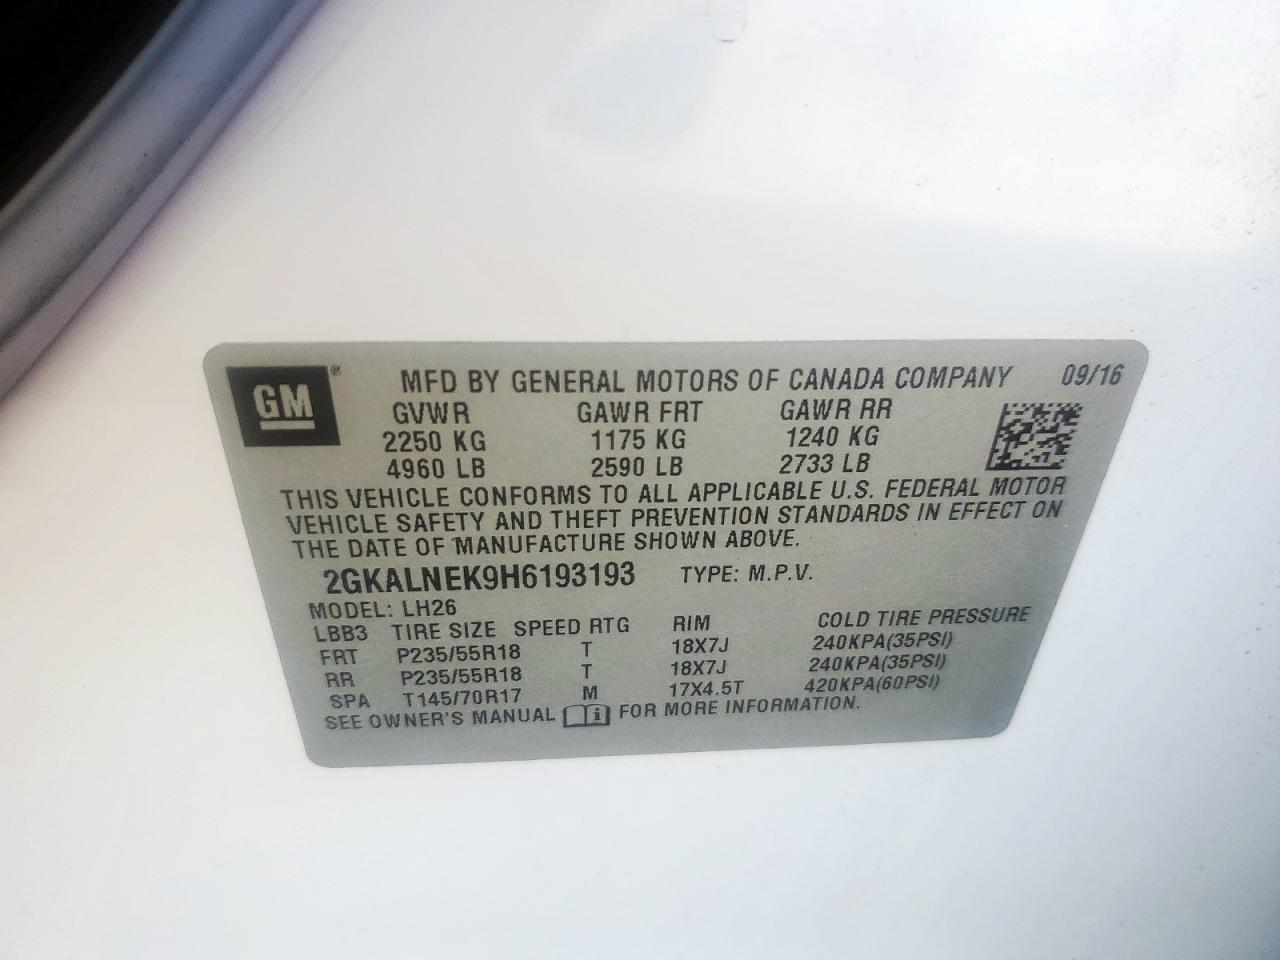 GM® MFD BY GENERAL MOTORS OF CANADA COMPANY 09/16
GVWR GAWR FRT GAWR RR
2250 KG 1175 KG 1240 KG
4960 LB 2590 LB 2733 LB
THIS VEHICLE CONFORMS TO ALL APPLICABLE U.S. FEDERAL MOTOR
VEHICLE SAFETY AND THEFT PREVENTION STANDARDS IN EFFECT ON
THE DATE OF MANUFACTURE SHOWN ABOVE.
2GKALNEK9H6193193 TYPE: M.P.V.
MODEL: LH26
LBB3 TIRE SIZE SPEED RTG RIM COLD TIRE PRESSURE
FRT P235/55R18 T 18X7J 240KPA(35PSI)
RR P235/55R18 T 18X7J 240KPA(35PSI)
SPA T145/70R17 M 17X4.5T 420KPA(60PSI)
SEE OWNER'S MANUAL i FOR MORE INFORMATION.